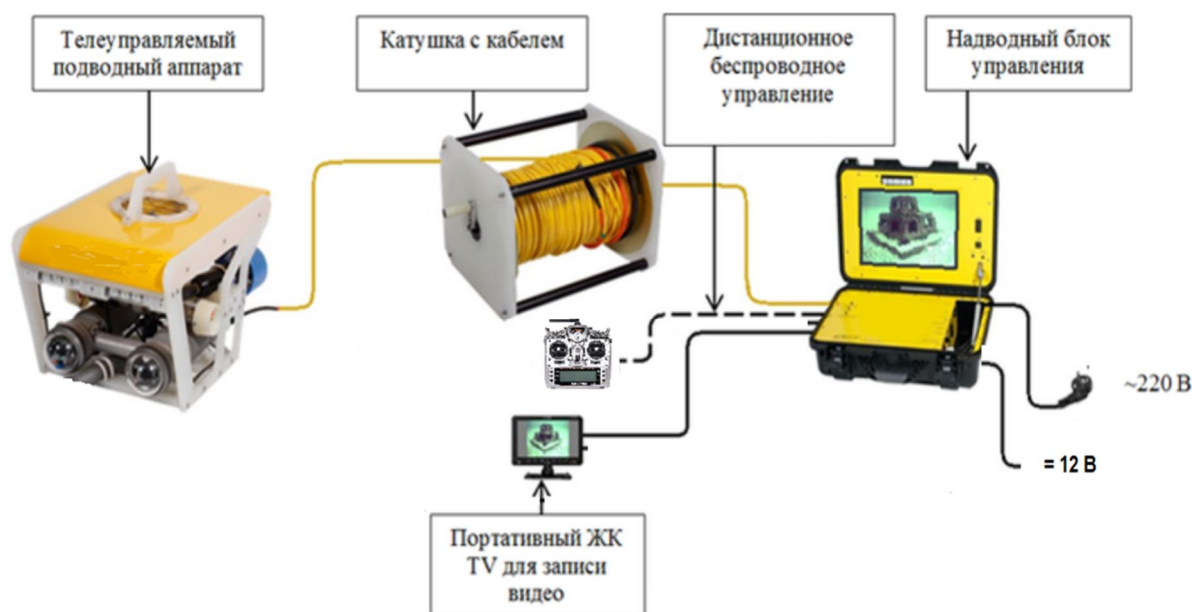 Телеуправляемый
подводный аппарат
Катушка с кабелем
Дистанционное
беспроводное
управление
Надводный блок
управления
~220 В
= 12 В
Портативный ЖК
TV для записи
видео